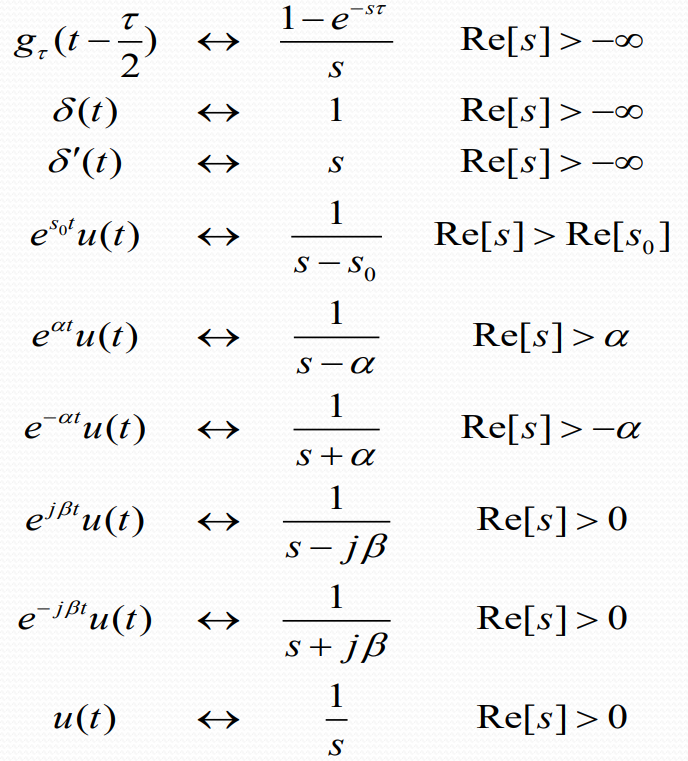 g_τ(t − τ/2) ↔ (1 − e^{−sτ})/s Re[s] > −∞
δ(t) ↔ 1 Re[s] > −∞
δ′(t) ↔ s Re[s] > −∞
e^{s₀t}u(t) ↔ 1/(s − s₀) Re[s] > Re[s₀]
e^{αt}u(t) ↔ 1/(s − α) Re[s] > α
e^{−αt}u(t) ↔ 1/(s + α) Re[s] > −α
e^{jβt}u(t) ↔ 1/(s − jβ) Re[s] > 0
e^{−jβt}u(t) ↔ 1/(s + jβ) Re[s] > 0
u(t) ↔ 1/s Re[s] > 0